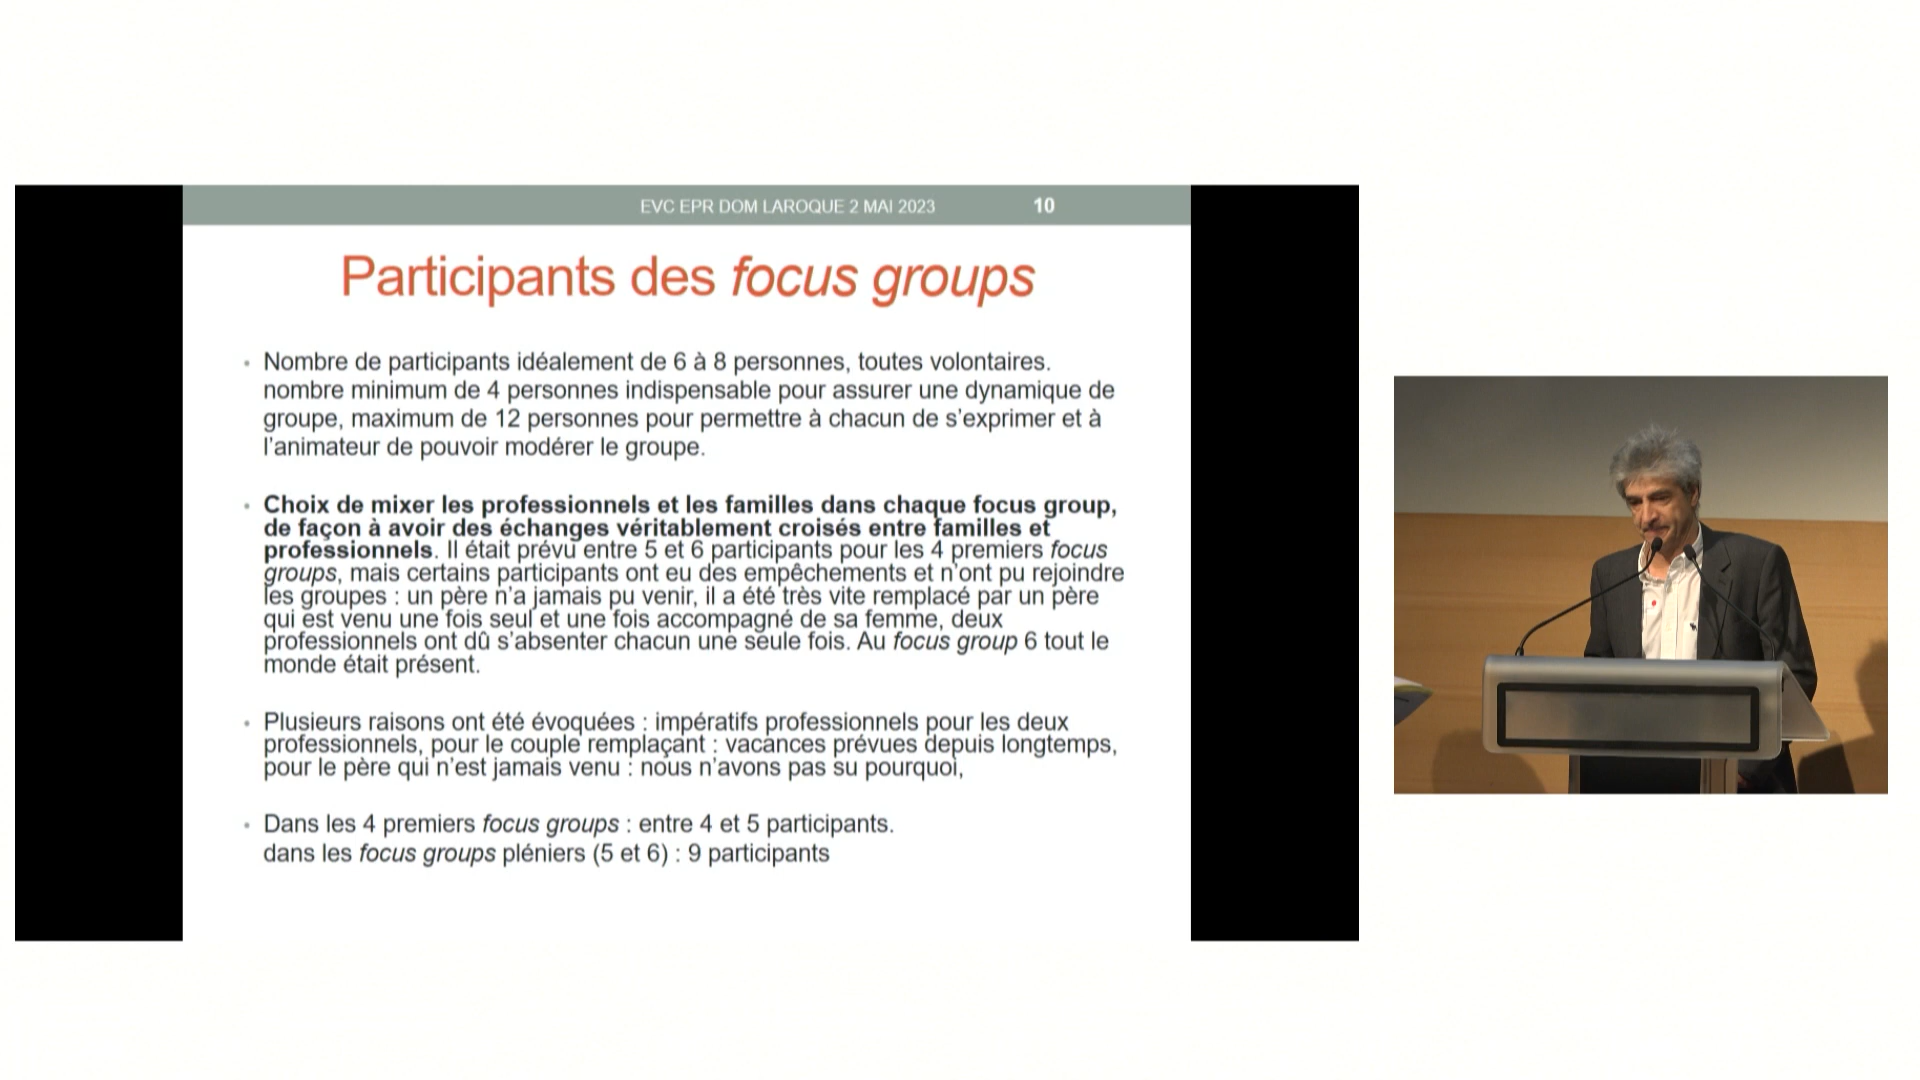 EVC EPR DOM LAROQUE 2 MAI 2023 10
Participants des focus groups
• Nombre de participants idéalement de 6 à 8 personnes, toutes volontaires.
nombre minimum de 4 personnes indispensable pour assurer une dynamique de
groupe, maximum de 12 personnes pour permettre à chacun de s'exprimer et à
l'animateur de pouvoir modérer le groupe.
• Choix de mixer les professionnels et les familles dans chaque focus group,
de façon à avoir des échanges véritablement croisés entre familles et
professionnels. Il était prévu entre 5 et 6 participants pour les 4 premiers focus
groups, mais certains participants ont eu des empêchements et n'ont pu rejoindre
les groupes : un père n'a jamais pu venir, il a été très vite remplacé par un père
qui est venu une fois seul et une fois accompagné de sa femme, deux
professionnels ont dû s'absenter chacun une seule fois. Au focus group 6 tout le
monde était présent.
• Plusieurs raisons ont été évoquées : impératifs professionnels pour les deux
professionnels, pour le couple remplaçant : vacances prévues depuis longtemps,
pour le père qui n'est jamais venu : nous n'avons pas su pourquoi,
• Dans les 4 premiers focus groups : entre 4 et 5 participants.
dans les focus groups pléniers (5 et 6) : 9 participants